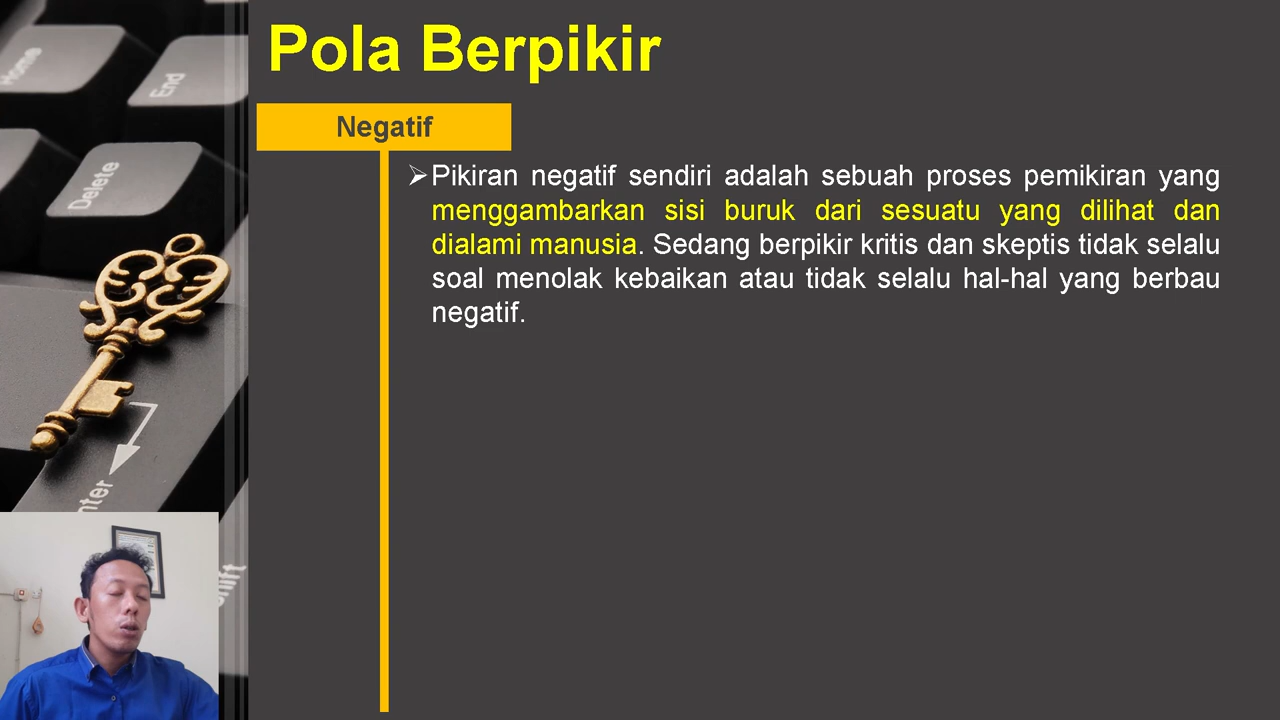 Pola Berpikir
Negatif
➢Pikiran negatif sendiri adalah sebuah proses pemikiran yang
menggambarkan sisi buruk dari sesuatu yang dilihat dan
dialami manusia. Sedang berpikir kritis dan skeptis tidak selalu
soal menolak kebaikan atau tidak selalu hal-hal yang berbau
negatif.
Home
End
Delete
nter
hift